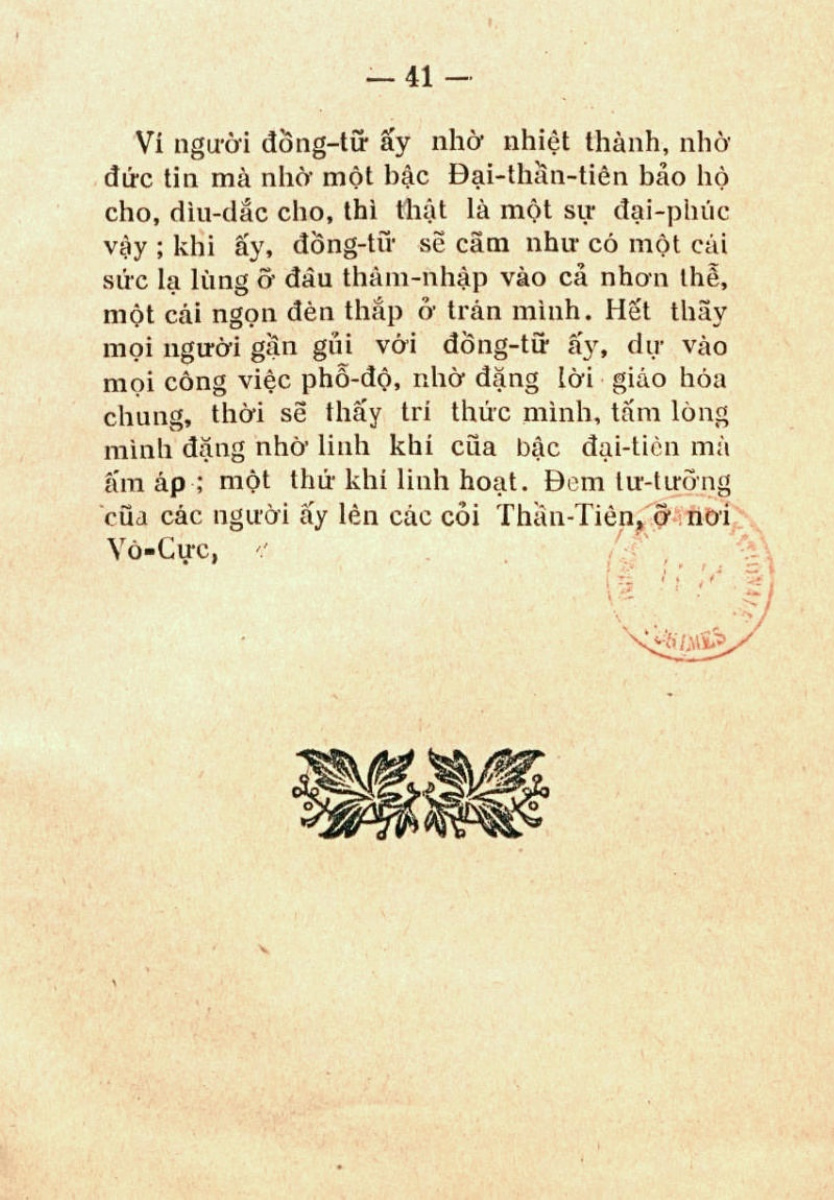 — 41 —
Ví người đồng-tữ ấy nhờ nhiệt thành, nhờ
đức tin mà nhờ một bậc Đại-thần-tiên bảo hộ
cho, dìu-dắc cho, thì thật là một sự đại-phúc
vậy ; khi ấy, đồng-tữ sẽ cãm như có một cái
sức lạ lùng ỡ đâu thâm-nhập vào cả nhơn thễ,
một cái ngọn đèn thắp ở trán mình. Hết thãy
mọi người gần gủi với đồng-tữ ấy, dự vào
mọi công việc phỗ-độ, nhờ đặng lời giáo hóa
chung, thời sẽ thấy trí thức mình, tấm lòng
mình đặng nhờ linh khí cũa bậc đại-tiên mà
ấm áp ; một thứ khí linh hoạt. Đem tư-tưỡng
cũa các người ấy lên các cỏi Thần-Tiên, ỡ nơi
Vô-Cực,